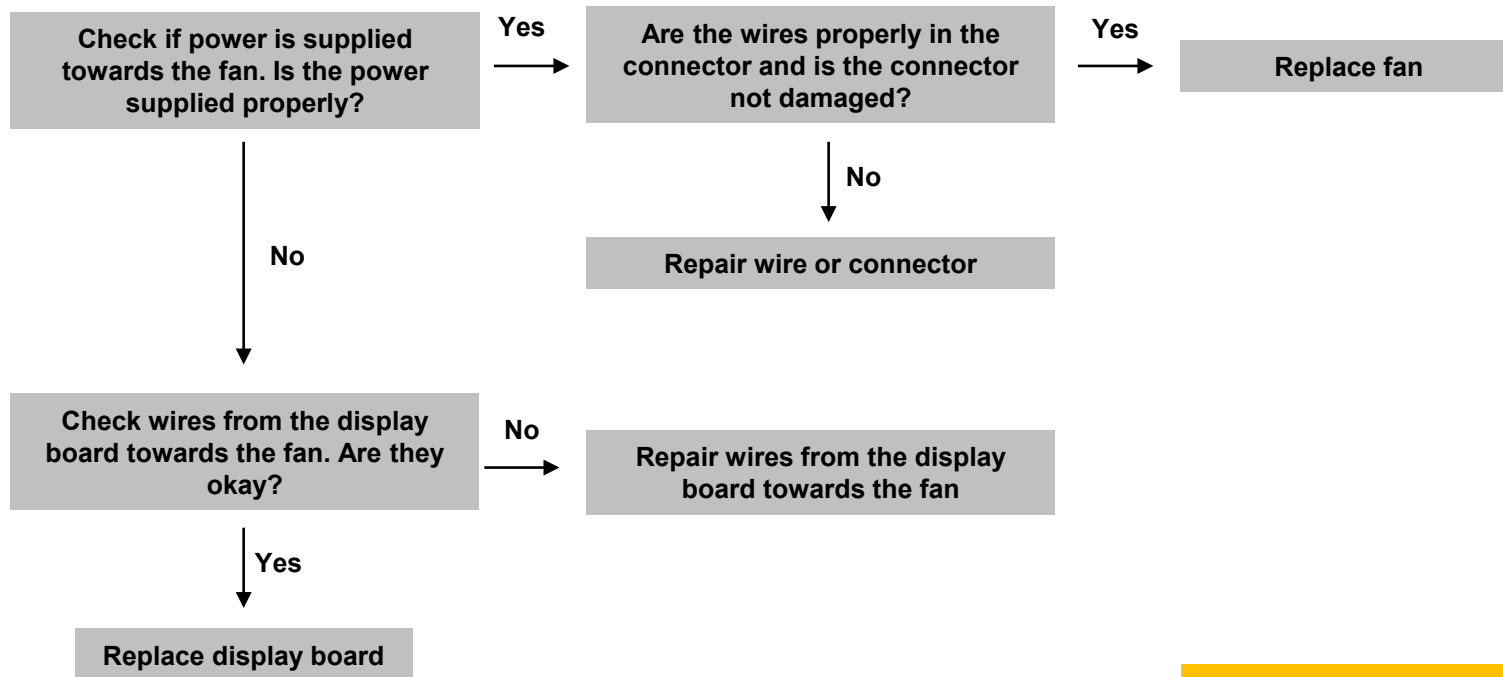 Check if power is supplied
towards the fan. Is the power
supplied properly?
Yes
Are the wires properly in the
connector and is the connector
not damaged?
Yes
Replace fan
No
Repair wire or connector
No
Check wires from the display
board towards the fan. Are they
okay?
No
Repair wires from the display
board towards the fan
Yes
Replace display board